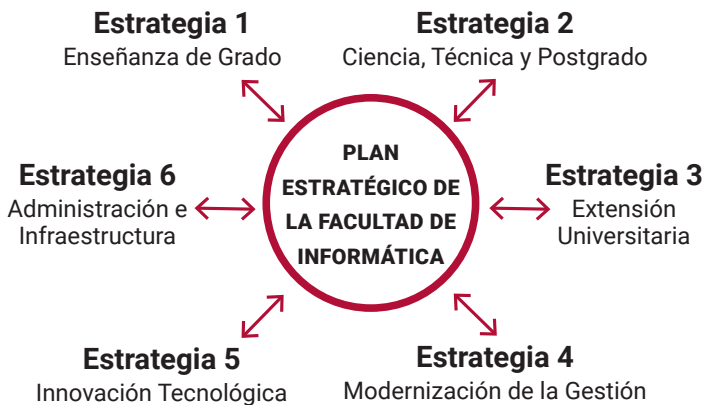 Estrategia 1
Enseñanza de Grado
Estrategia 2
Ciencia, Técnica y Postgrado
PLAN
ESTRATÉGICO DE
LA FACULTAD DE
INFORMÁTICA
Estrategia 6
Administración e
Infraestructura
Estrategia 3
Extensión
Universitaria
Estrategia 5
Innovación Tecnológica
Estrategia 4
Modernización de la Gestión